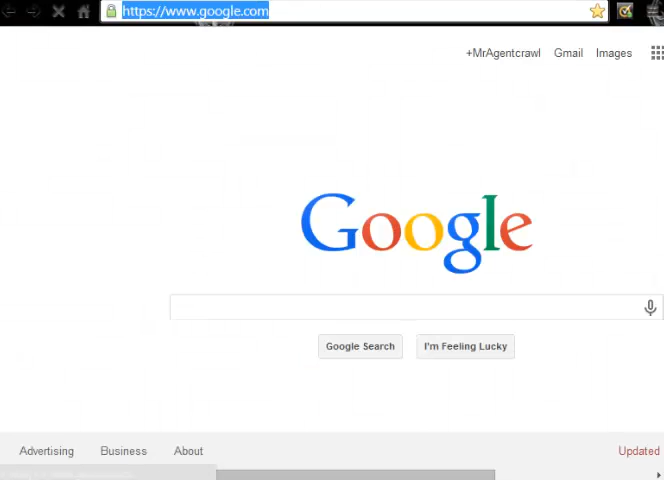 https://www.google.com
+MrAgentcrawl Gmail Images
Google
Google Search I'm Feeling Lucky
Advertising Business About Updated